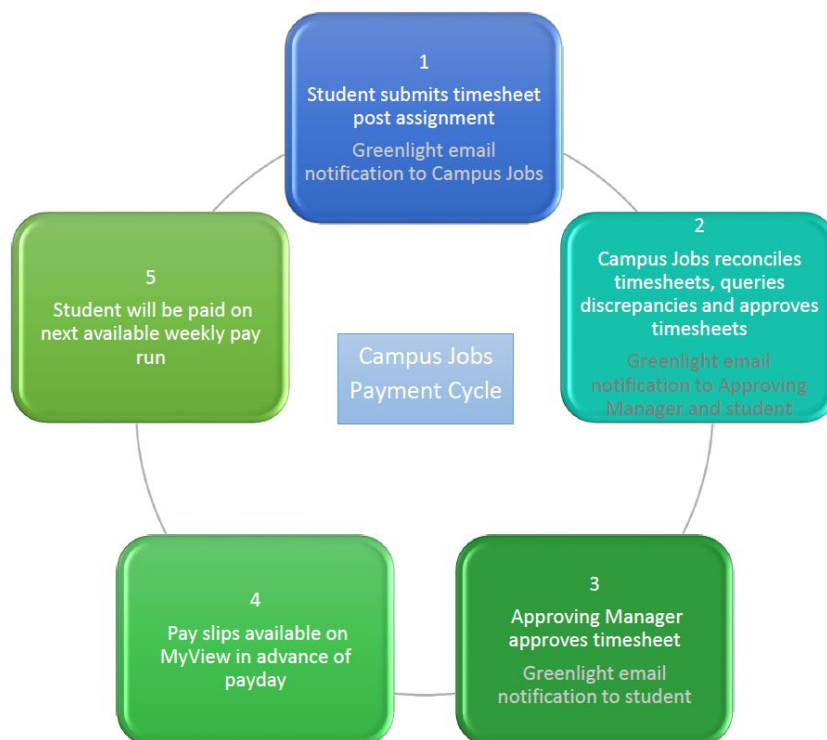 1
Student submits timesheet
post assignment
Greenlight email
notification to Campus Jobs
2
Campus Jobs reconciles
timesheets, queries
discrepancies and approves
timesheets
Greenlight email
notification to Approving
Manager and student
3
Approving Manager
approves timesheet
Greenlight email
notification to student
4
Pay slips available on
MyView in advance of
payday
5
Student will be paid on
next available weekly pay
run
Campus Jobs
Payment Cycle